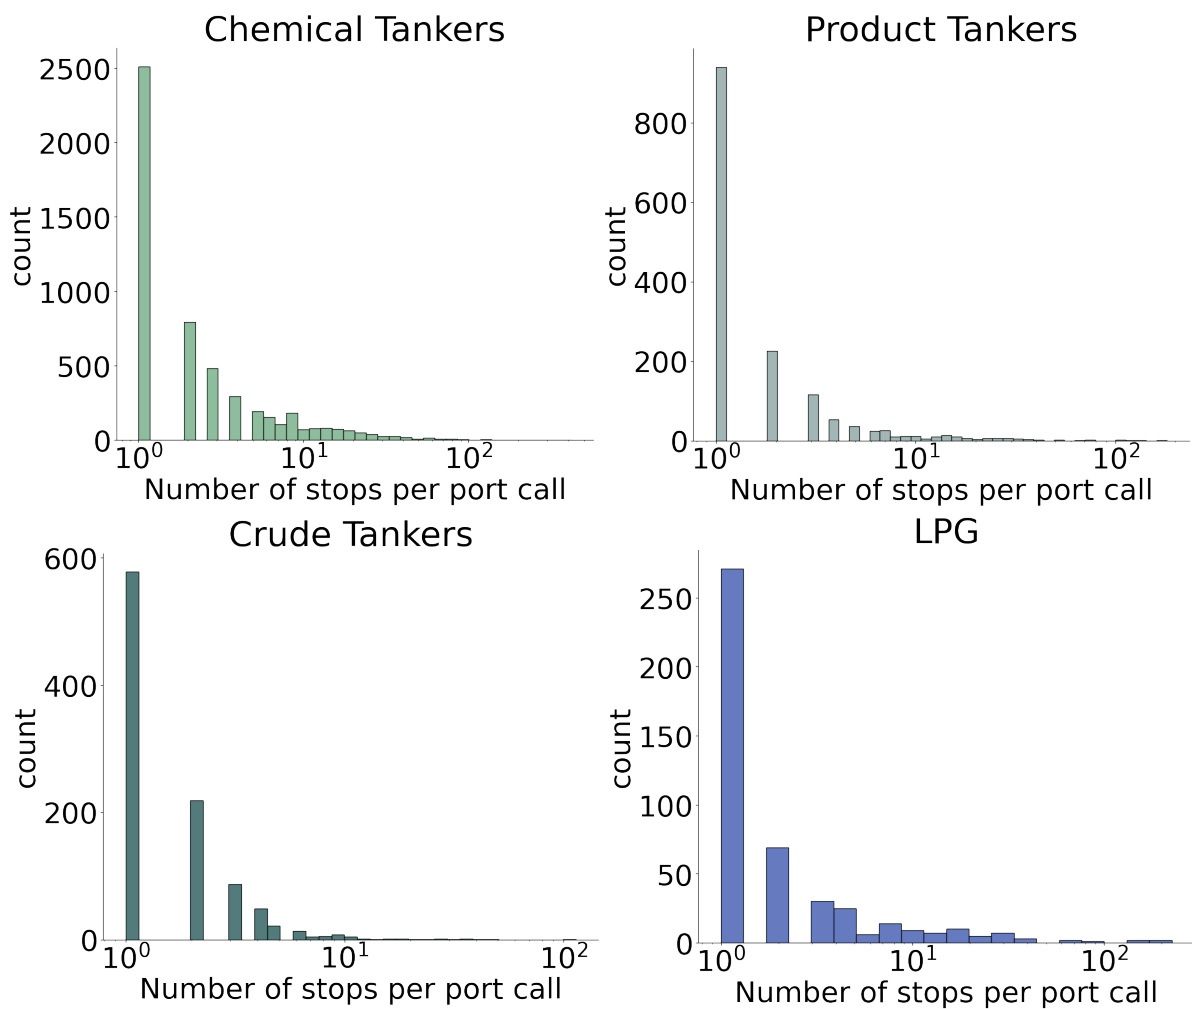 Chemical Tankers
2500
2000
1500
1000
500
0
count
10⁰
10¹
10²
Number of stops per port call
Product Tankers
800
600
400
200
0
count
10⁰
10¹
10²
Number of stops per port call
Crude Tankers
600
400
200
0
count
10⁰
10¹
10²
Number of stops per port call
LPG
250
200
150
100
50
0
count
10⁰
10¹
10²
Number of stops per port call